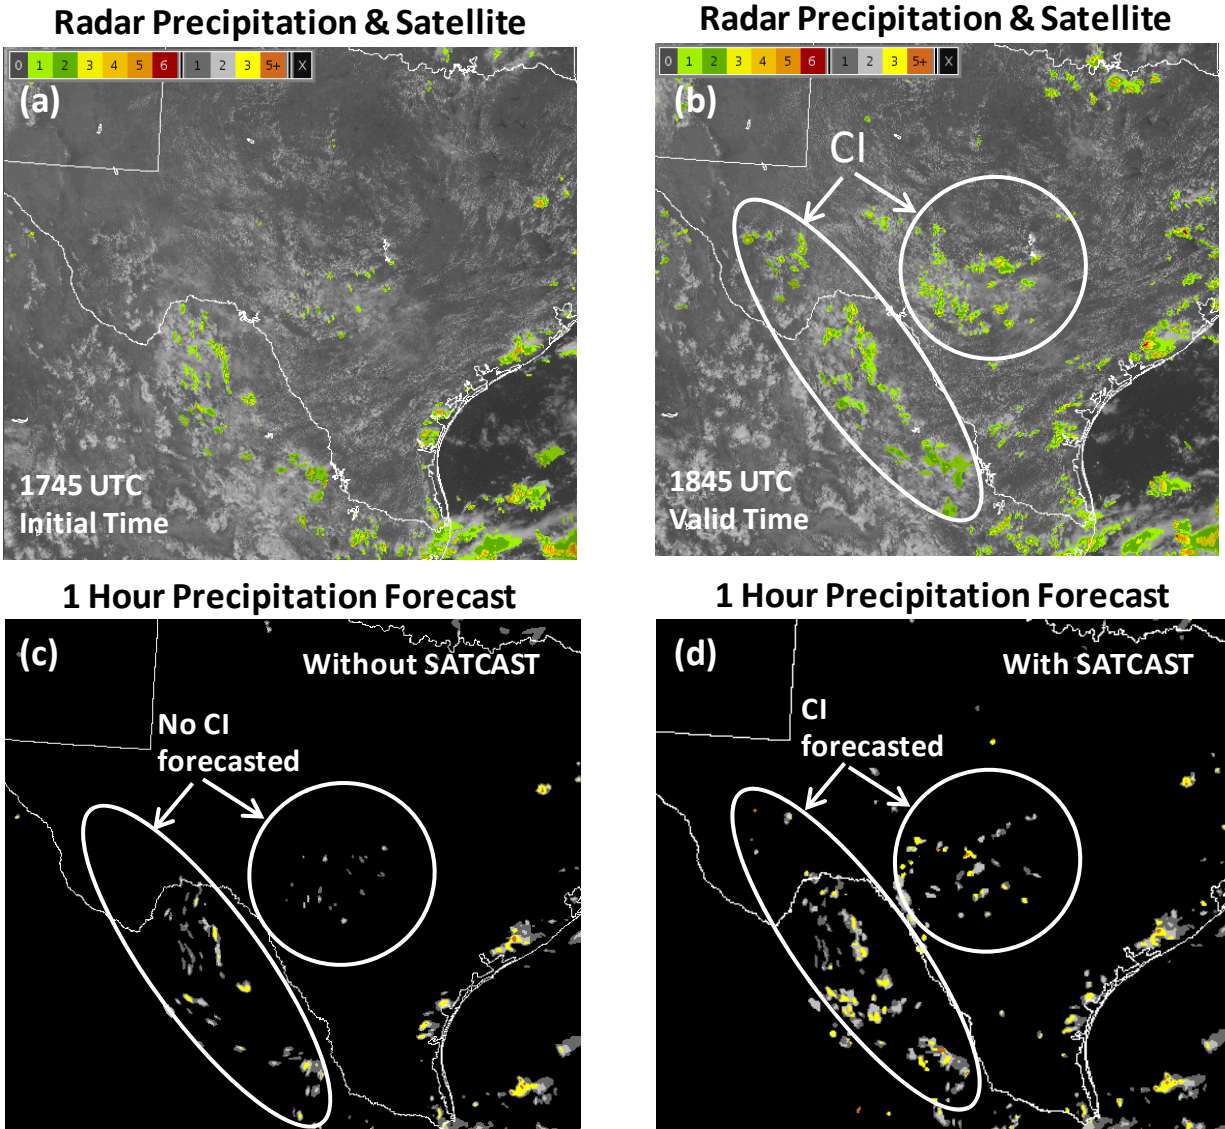 Radar Precipitation & Satellite
0 1 2 3 4 5 6 1 2 3 5+ X
(a)
1745 UTC
Initial Time
Radar Precipitation & Satellite
0 1 2 3 4 5 6 1 2 3 5+ X
(b)
CI
1845 UTC
Valid Time
1 Hour Precipitation Forecast
(c)
Without SATCAST
No CI
forecasted
1 Hour Precipitation Forecast
(d)
With SATCAST
CI
forecasted